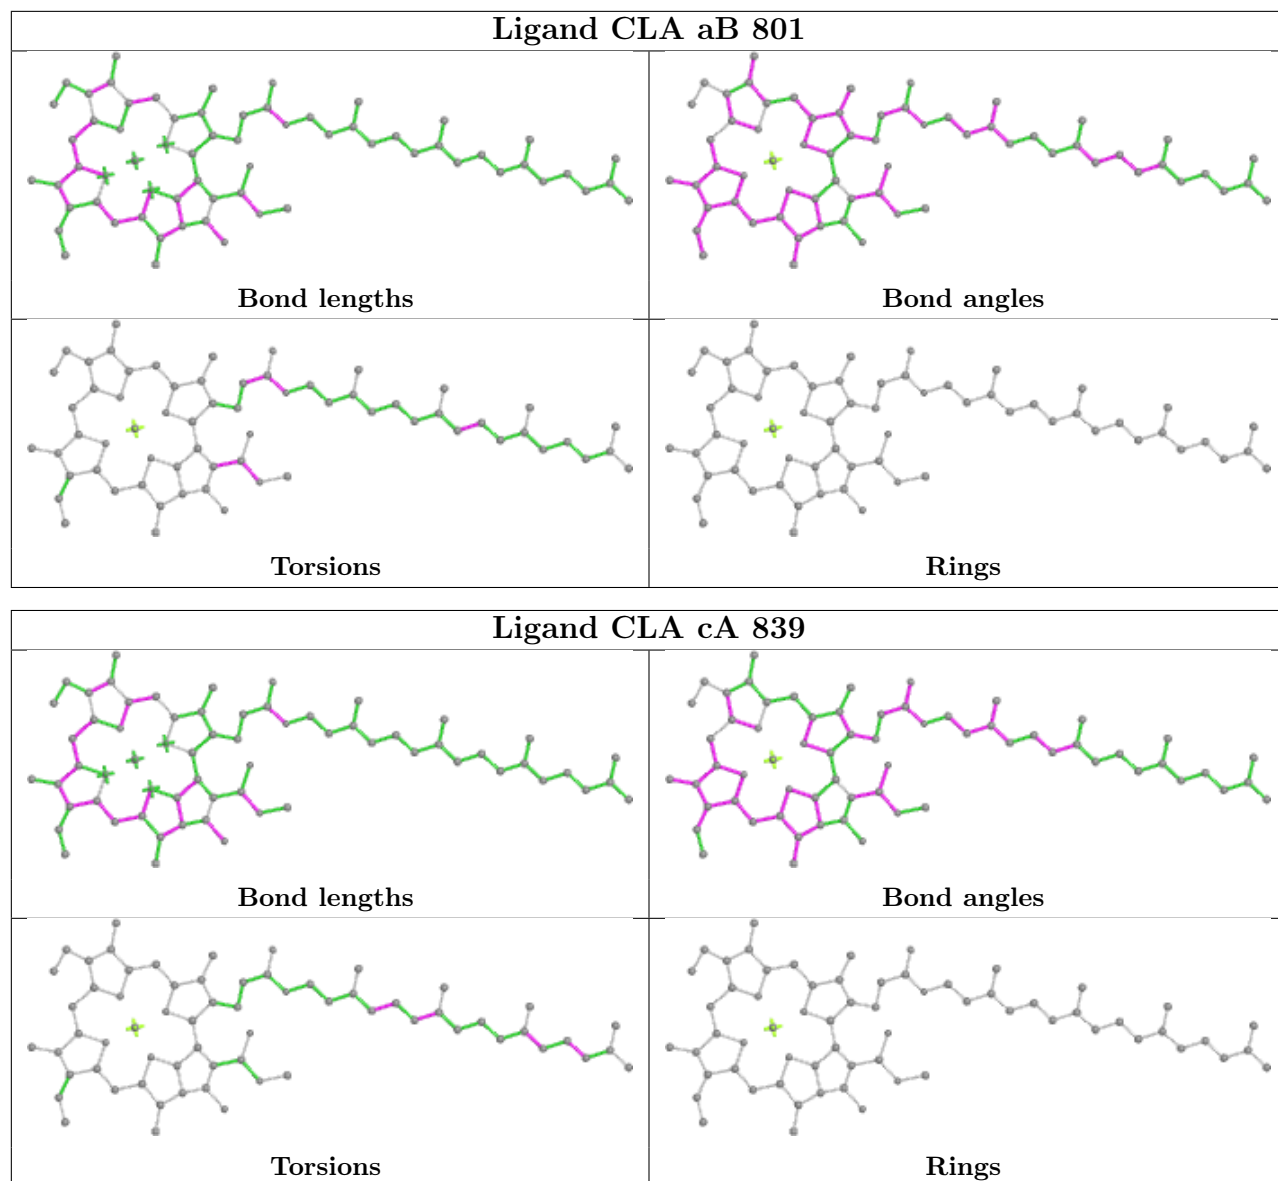 Ligand CLA aB 801
Bond lengths
Bond angles
Torsions
Rings
Ligand CLA cA 839
Bond lengths
Bond angles
Torsions
Rings